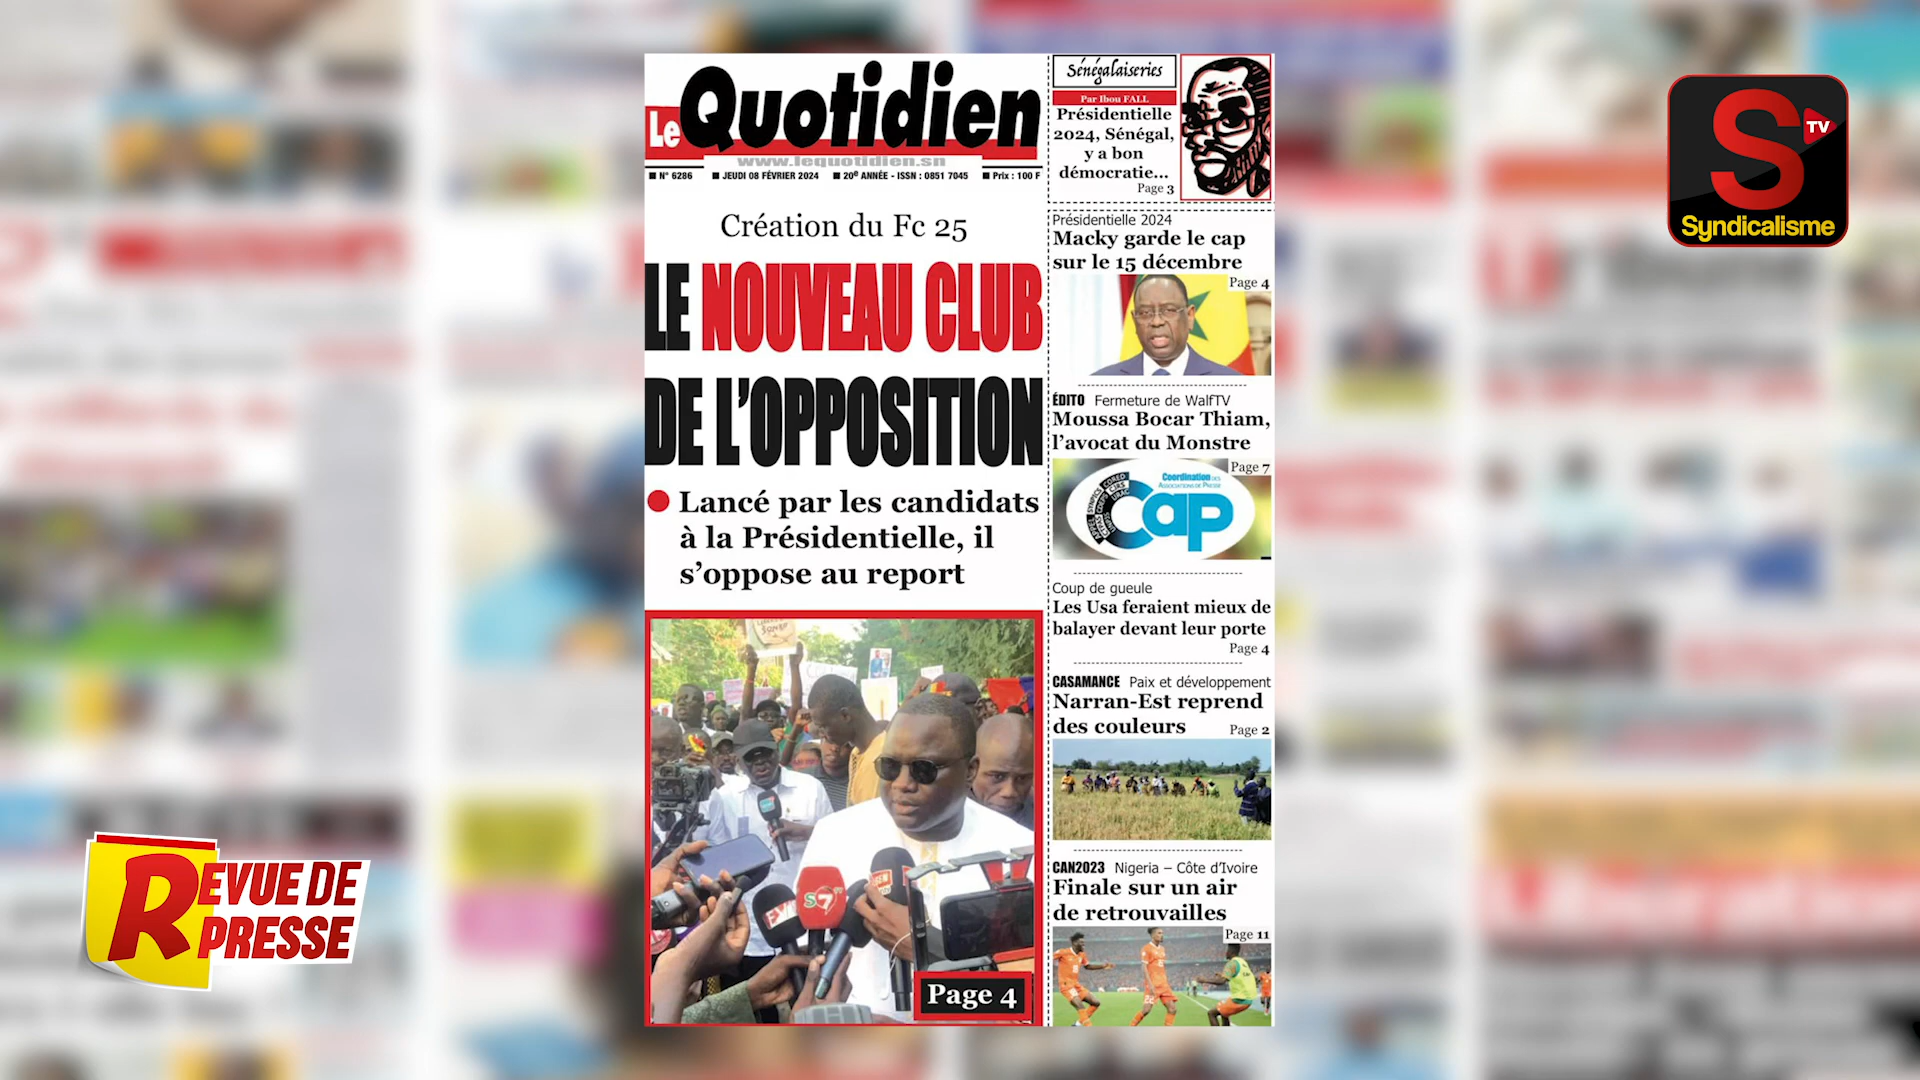 Le Quotidien
www.lequotidien.sn
N° 6286 JEUDI 08 FÉVRIER 2024 20e ANNÉE - ISSN : 0851 7045 Prix : 100 F
Création du Fc 25
LE NOUVEAU CLUB
DE L'OPPOSITION
Lancé par les candidats
à la Présidentielle, il
s'oppose au report
Page 4
Sénégalaiseries
Par Ibou FALL
Présidentielle
2024, Sénégal,
y a bon
démocratie...
Page 3
Présidentielle 2024
Macky garde le cap
sur le 15 décembre
Page 4
ÉDITO Fermeture de WalfTV
Moussa Bocar Thiam,
l'avocat du Monstre
Page 7
Coordination DES
ASSOCIATIONS DE PRESSE
Cap
Coup de gueule
Les Usa feraient mieux de
balayer devant leur porte
Page 4
CASAMANCE Paix et développement
Narran-Est reprend
des couleurs
Page 2
CAN2023 Nigeria – Côte d'Ivoire
Finale sur un air
de retrouvailles
Page 11
S TV
Syndicalisme
REVUE DE
PRESSE